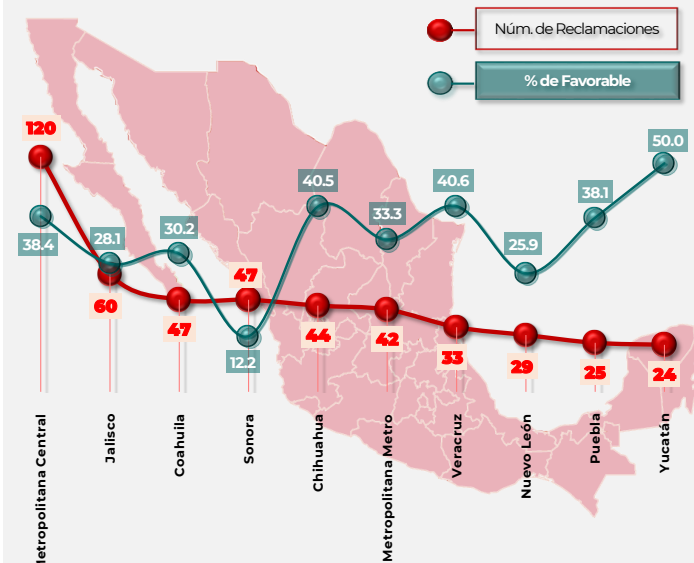 Núm. de Reclamaciones
% de Favorable
120
38.4
28.1
60
30.2
47
47
12.2
40.5
44
33.3
42
40.6
33
25.9
29
38.1
25
50.0
24
etropolitana Central
Jalisco
Coahuila
Sonora
Chihuahua
Metropolitana Metro
Veracruz
Nuevo León
Puebla
Yucatán